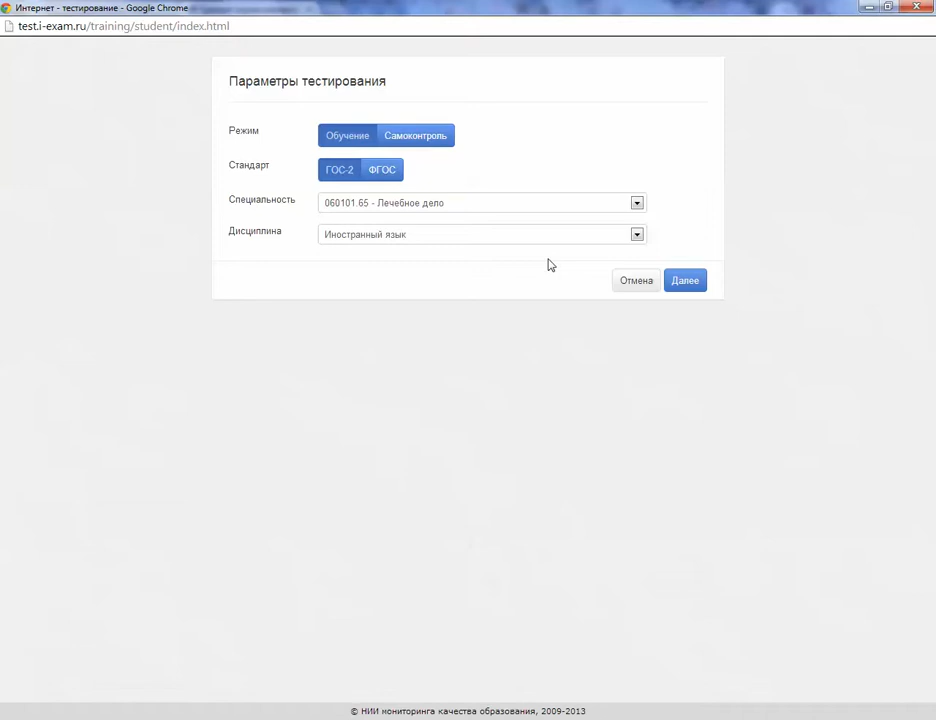 Интернет - тестирование - Google Chrome
test.i-exam.ru/training/student/index.html
Параметры тестирования
Режим Обучение Самоконтроль
Стандарт ГОС-2 ФГОС
Специальность 060101.65 - Лечебное дело
Дисциплина Иностранный язык
Отмена Далее
© НИИ мониторинга качества образования, 2009-2013